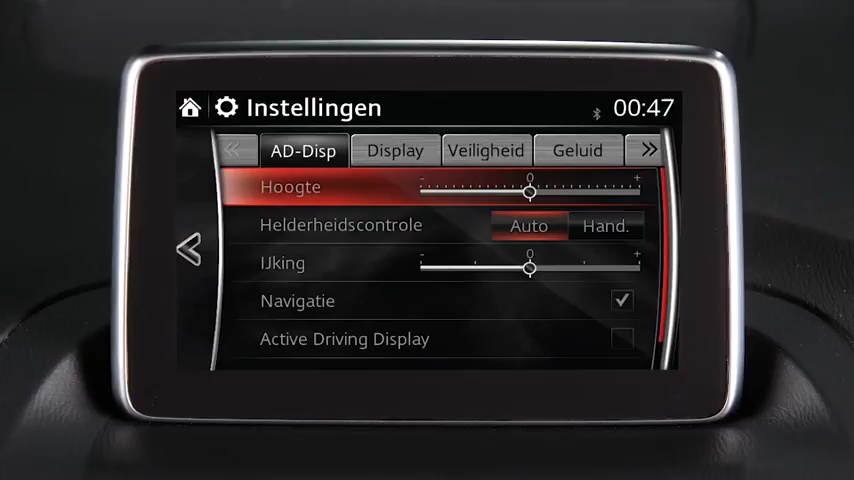 Instellingen 00:47
AD-Disp Display Veiligheid Geluid
Hoogte - 0 +
Helderheidscontrole Auto Hand.
IJking - 0 +
Navigatie
Active Driving Display